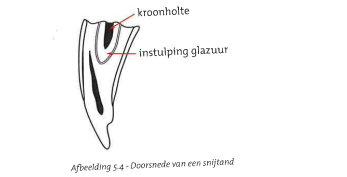 kroonholte
instulping glazuur
Afbeelding 5.4 - Doorsnede van een snijtand